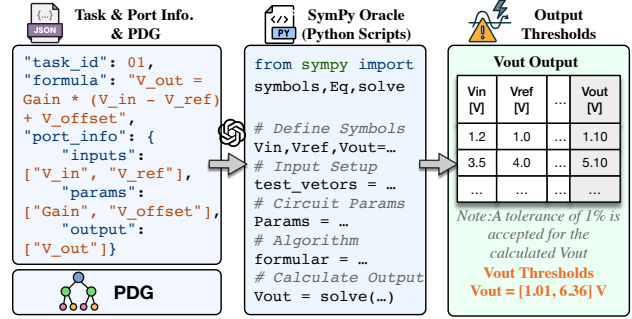 Task & Port Info.
& PDG
{...}
JSON
"task_id": 01,
"formula": "V_out =
Gain * (V_in - V_ref)
+ V_offset",
"port_info": {
"inputs":
["V_in", "V_ref"],
"params":
["Gain", "V_offset"],
"output":
["V_out"]}
PDG
SymPy Oracle
(Python Scripts)
</>
PY
from sympy import
symbols,Eq,solve
# Define Symbols
Vin,Vref,Vout=…
# Input Setup
test_vetors = …
# Circuit Params
Params = …
# Algorithm
formular = …
# Calculate Output
Vout = solve(…)
Output
Thresholds
Vout Output
Vin [V] Vref [V] … Vout [V]
1.2 1.0 … 1.10
3.5 4.0 … 5.10
… … … …
Note:A tolerance of 1% is
accepted for the
calculated Vout
Vout Thresholds
Vout = [1.01, 6.36] V